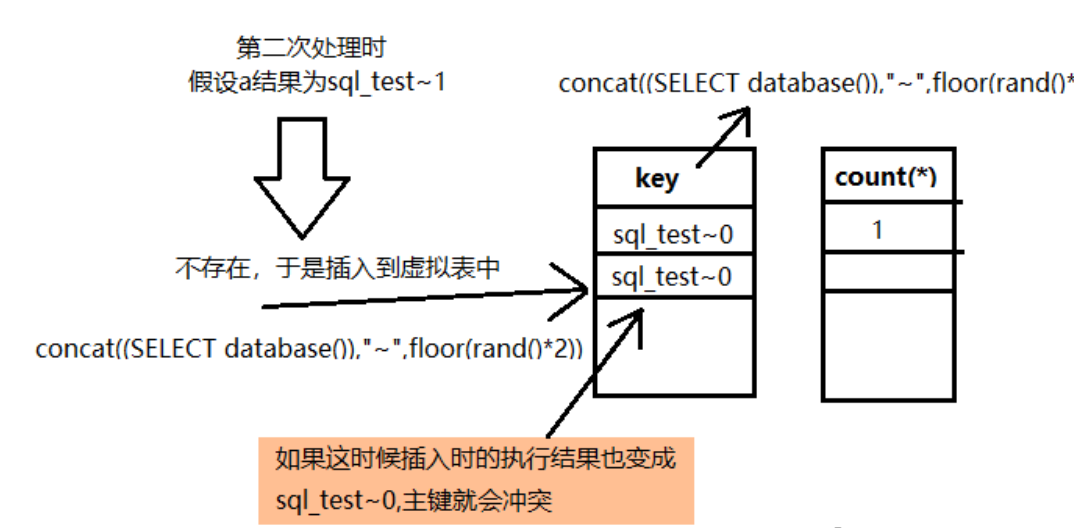 第二次处理时
假设a结果为sql_test~1
concat((SELECT database()),"~",floor(rand()*
key
count(*)
sql_test~0
1
不存在，于是插入到虚拟表中
sql_test~0
concat((SELECT database()),"~",floor(rand()*2))
如果这时候插入时的执行结果也变成
sql_test~0,主键就会冲突